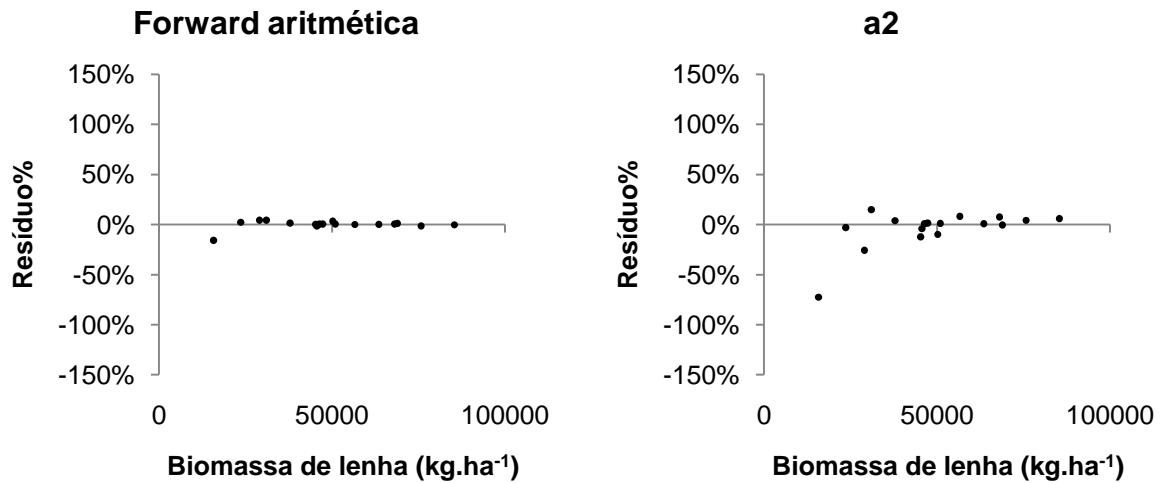 Forward aritmética
150%
100%
50%
0%
-50%
-100%
-150%
0 50000 100000
Resíduo%
Biomassa de lenha (kg.ha-1)
a2
150%
100%
50%
0%
-50%
-100%
-150%
0 50000 100000
Resíduo%
Biomassa de lenha (kg.ha-1)